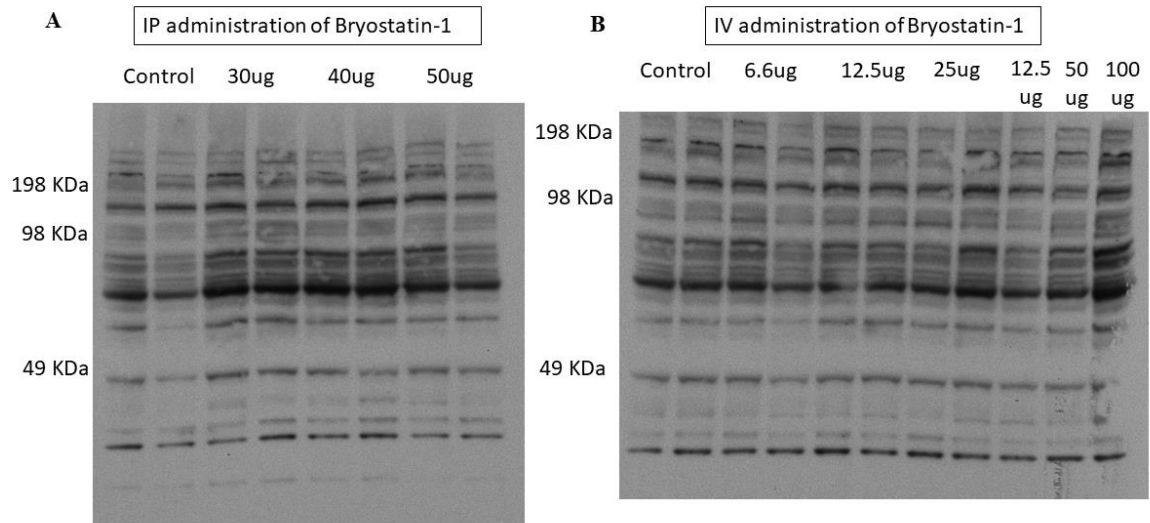 A
IP administration of Bryostatin-1
Control 30ug 40ug 50ug
198 KDa
98 KDa
49 KDa
B
IV administration of Bryostatin-1
Control 6.6ug 12.5ug 25ug 12.5 50 100
ug ug ug
198 KDa
98 KDa
49 KDa